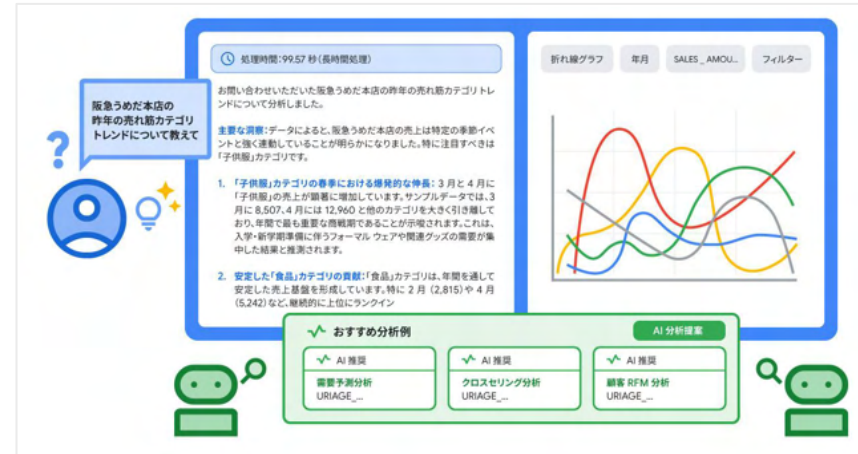 処理時間:99.57 秒(長時間処理)
お問い合わせいただいた阪急うめだ本店の昨年の売れ筋カテゴリトレ
ンドについて分析しました。
主要な洞察:データによると、阪急うめだ本店の売上は特定の季節イベ
ントと強く連動していることが明らかになりました。特に注目すべきは
「子供服」カテゴリです。
1. 「子供服」カテゴリの春季における爆発的な伸長: 3 月と 4 月に
「子供服」の売上が顕著に増加しています。サンプルデータでは、3
月に 8,507、4 月には 12,960 と他のカテゴリを大きく引き離して
おり、年間で最も重要な商戦期であることが示唆されます。これは、
入学・新学期準備に伴うフォーマル ウェアや関連グッズの需要が集
中した結果と推測されます。
2. 安定した「食品」カテゴリの貢献:「食品」カテゴリは、年間を通して
安定した売上基盤を形成しています。特に 2 月 (2,815) や 4 月
(5,242) など、継続的に上位にランクイン
阪急うめだ本店の
昨年の売れ筋カテゴリ
トレンドについて教えて
?
折れ線グラフ
年月
SALES _ AMOU...
フィルター
おすすめ分析例
AI 分析提案
AI 推奨
需要予測分析
URIAGE_...
AI 推奨
クロスセリング分析
URIAGE_...
AI 推奨
顧客 RFM 分析
URIAGE_...